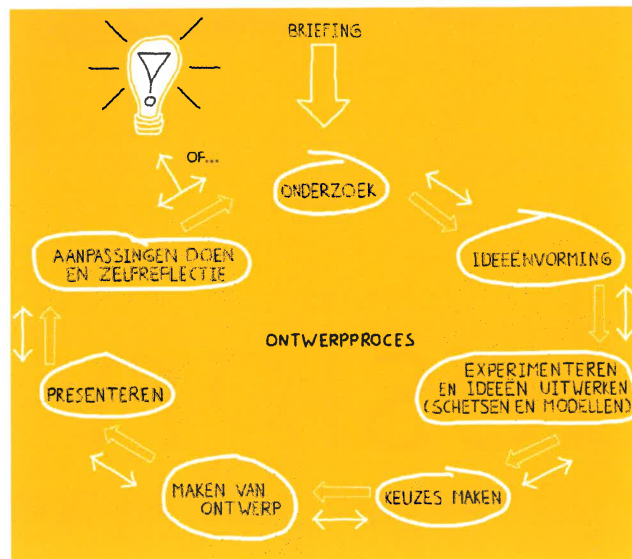 BRIEFING
OF...
ONDERZOEK
IDEEËNVORMING
EXPERIMENTEREN
EN IDEEËN UITWERKEN
(SCHETSEN EN MODELLEN)
KEUZES MAKEN
MAKEN VAN
ONTWERP
PRESENTEREN
AANPASSINGEN DOEN
EN ZELFREFLECTIE
ONTWERPPROCES